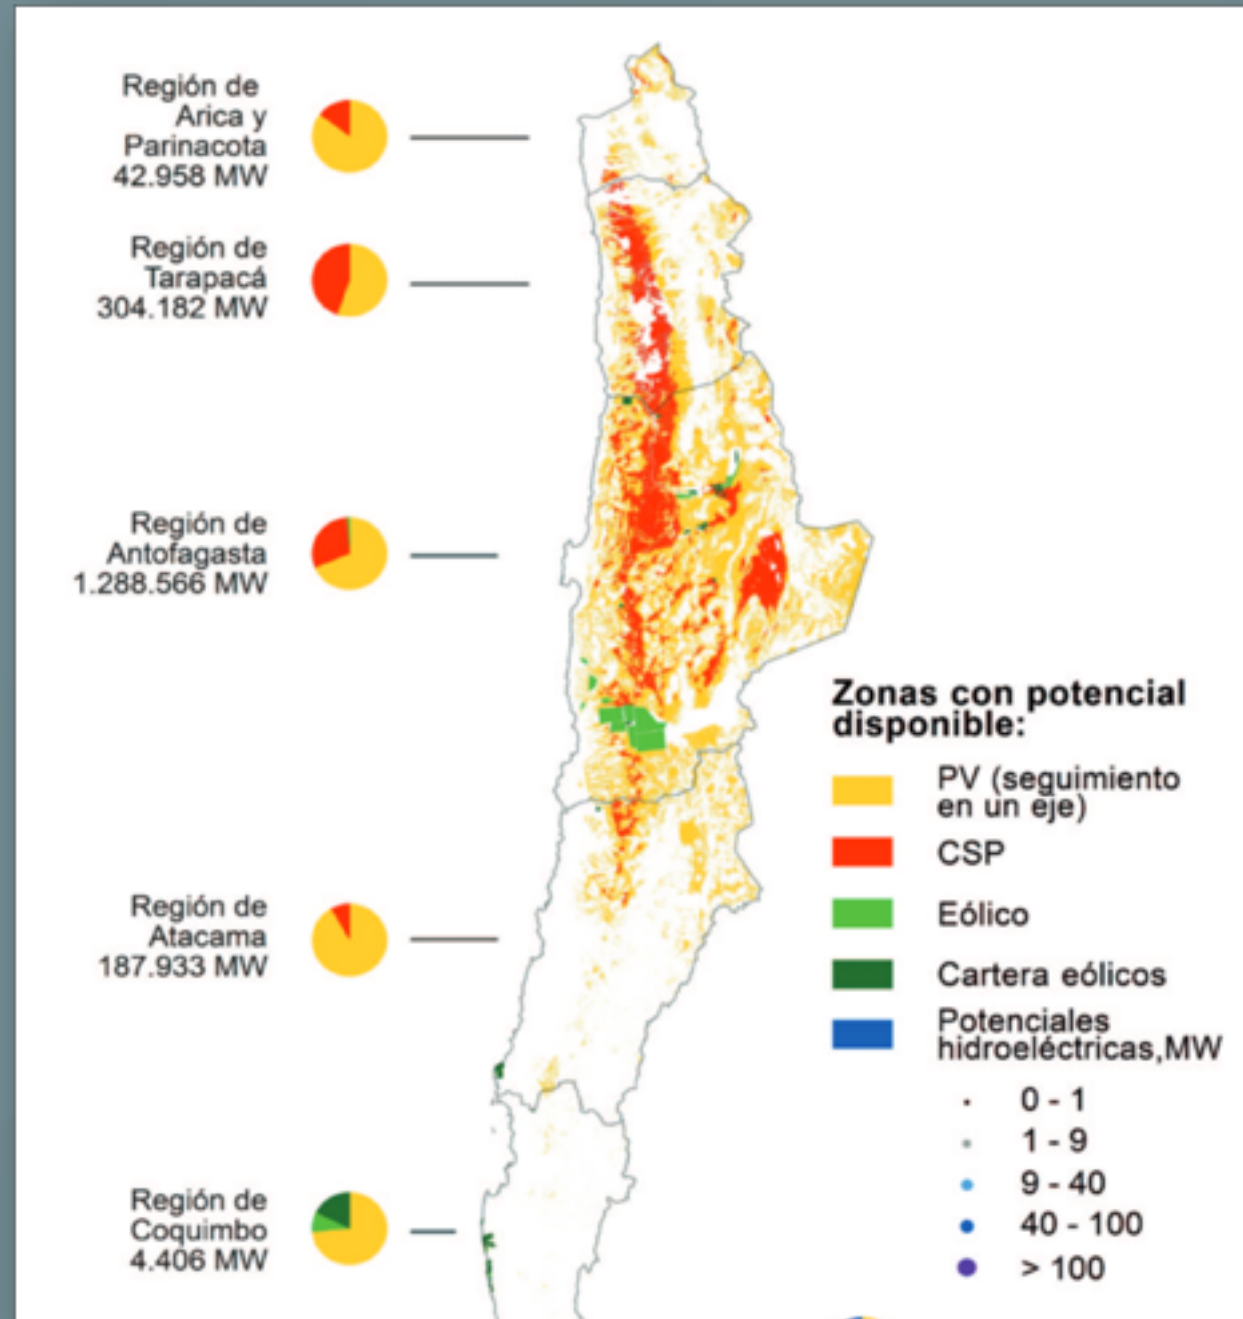 Región de
Arica y
Parinacota
42.958 MW
Región de
Tarapacá
304.182 MW
Región de
Antofagasta
1.288.566 MW
Región de
Atacama
187.933 MW
Región de
Coquimbo
4.406 MW
Zonas con potencial
disponible:
PV (seguimiento
en un eje)
CSP
Eólico
Cartera eólicos
Potenciales
hidroeléctricas,MW
0 - 1
1 - 9
9 - 40
40 - 100
> 100